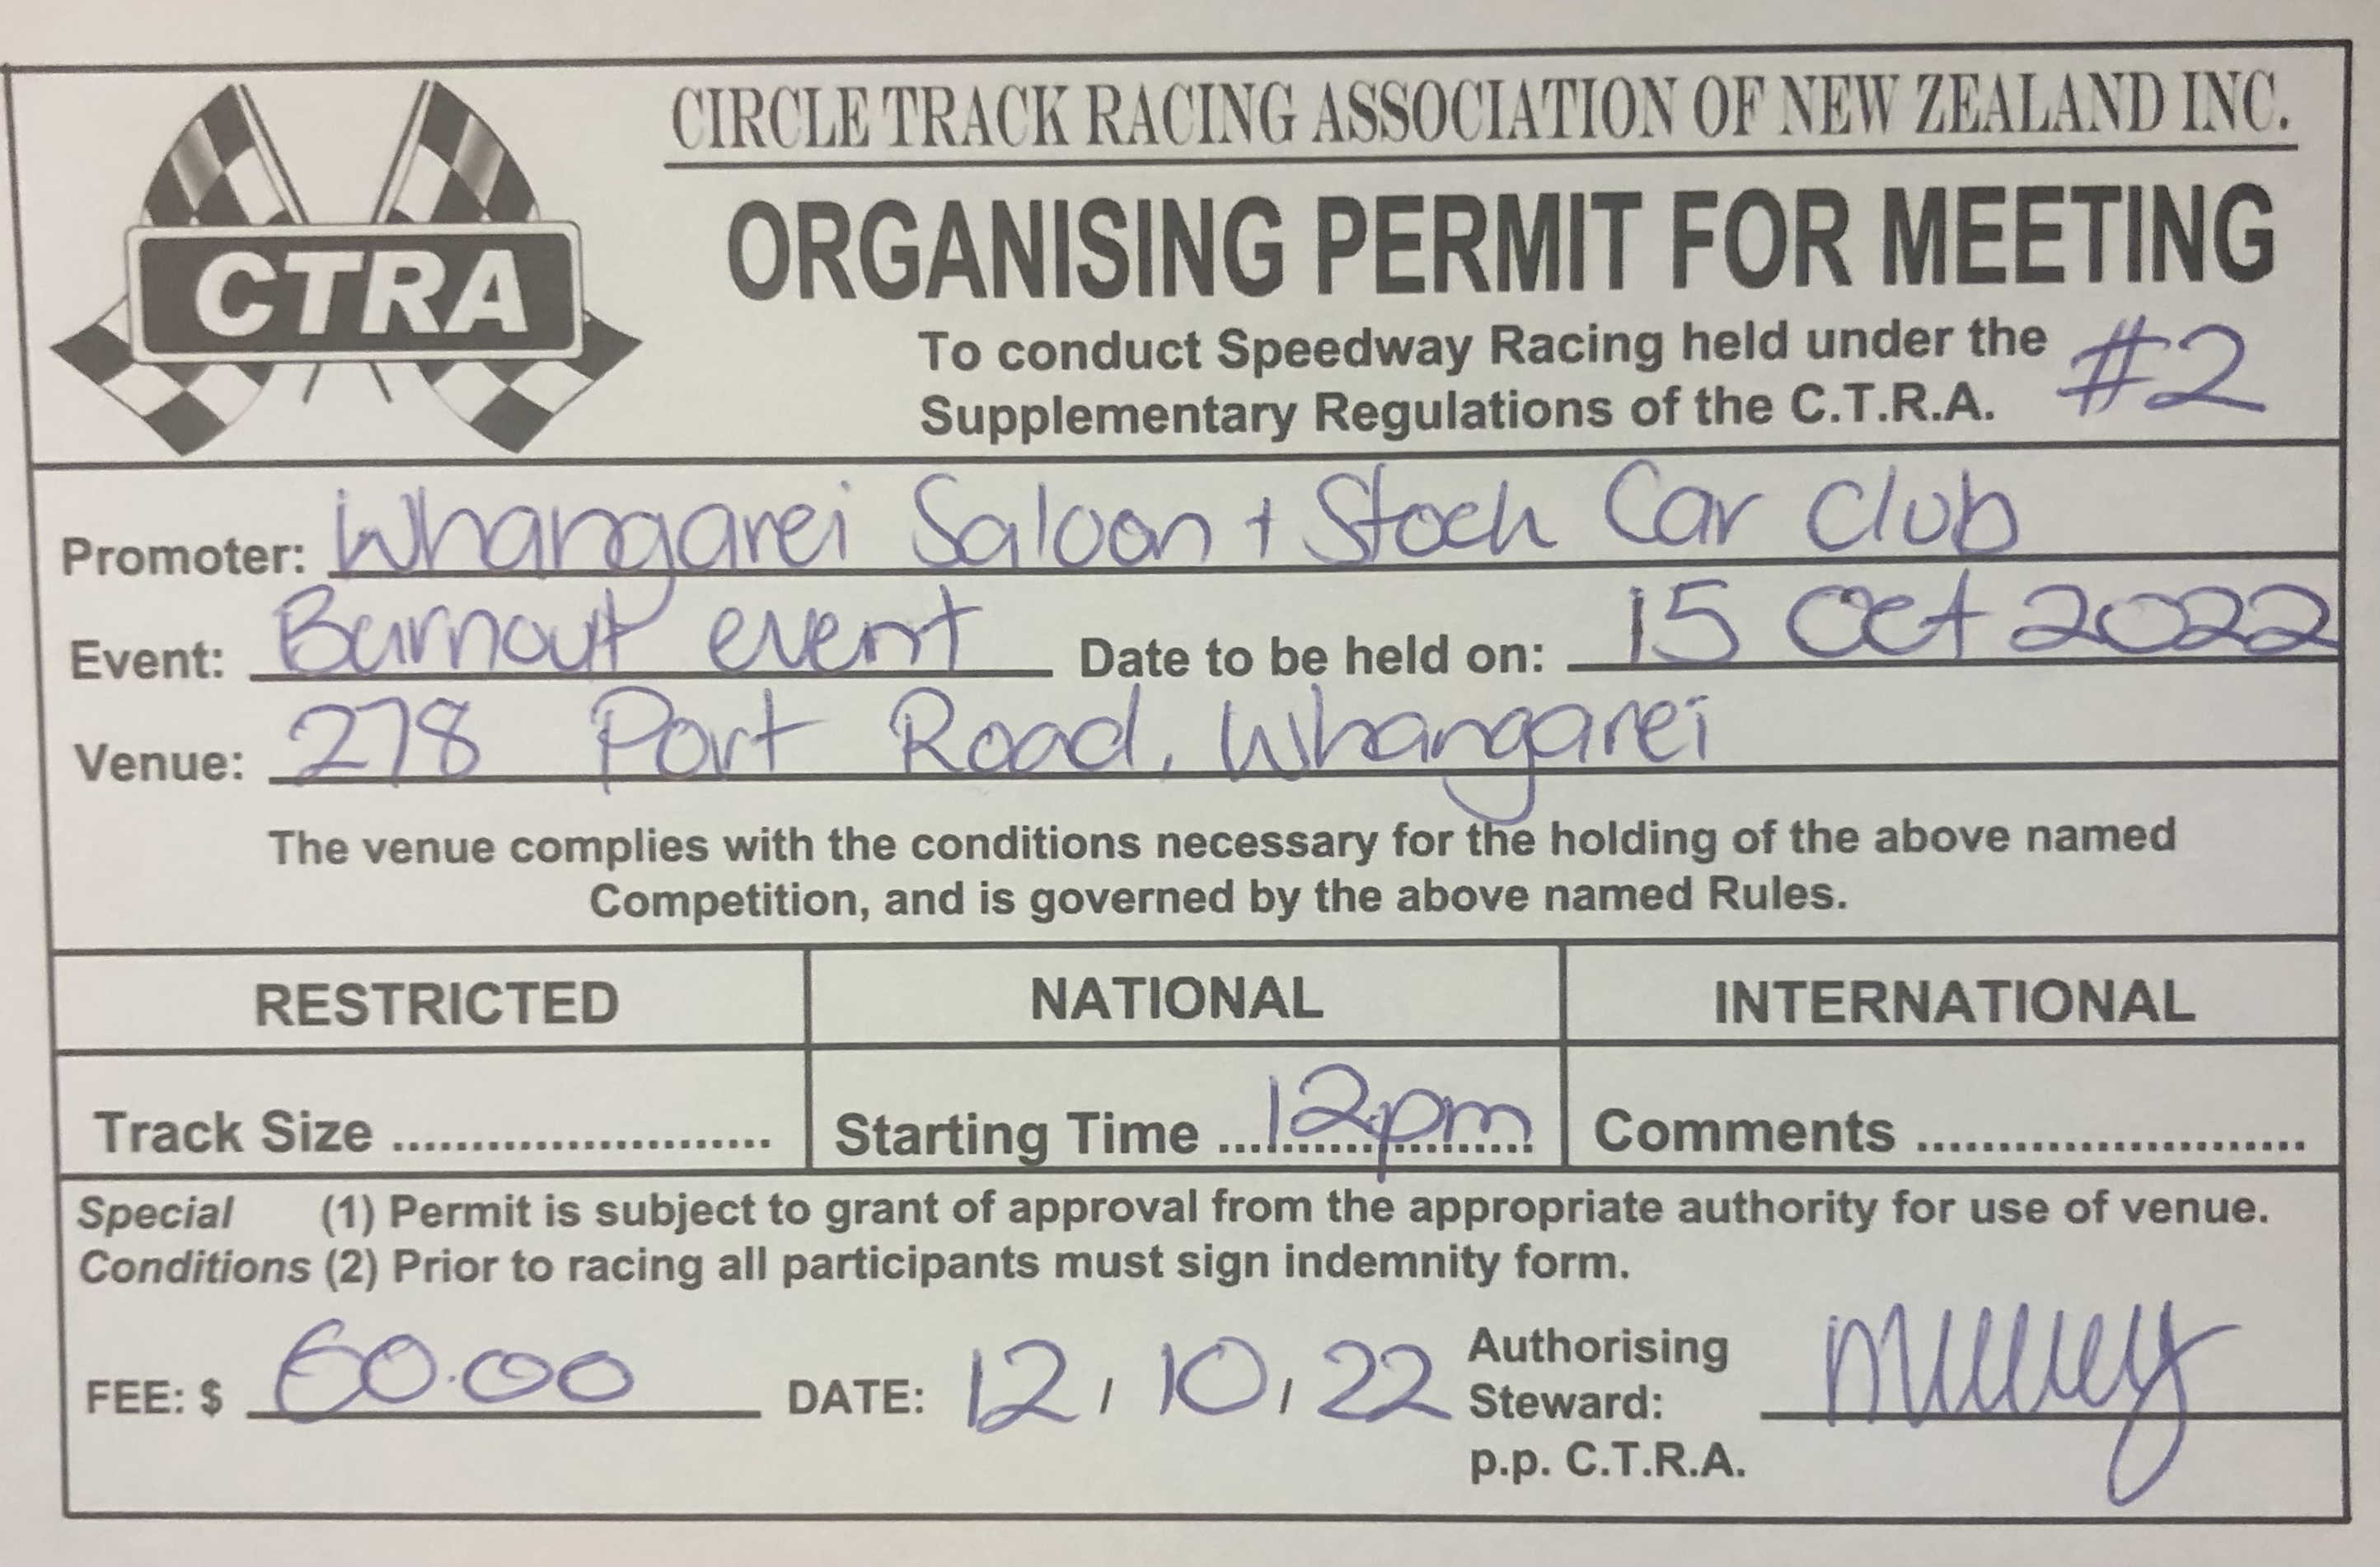 CTRA
CIRCLE TRACK RACING ASSOCIATION OF NEW ZEALAND INC.
ORGANISING PERMIT FOR MEETING
To conduct Speedway Racing held under the
Supplementary Regulations of the C.T.R.A. #2
Promoter: Whangarei Saloon + Stock Car Club
Event: Burnout event Date to be held on: 15 Oct 2022
Venue: 278 Port Road, Whangarei
The venue complies with the conditions necessary for the holding of the above named
Competition, and is governed by the above named Rules.
RESTRICTED NATIONAL INTERNATIONAL
Track Size ........................ Starting Time ....12pm.... Comments .........................
Special (1) Permit is subject to grant of approval from the appropriate authority for use of venue.
Conditions (2) Prior to racing all participants must sign indemnity form.
FEE: $ 60.00 DATE: 12 / 10 / 22 Authorising
Steward:
p.p. C.T.R.A.